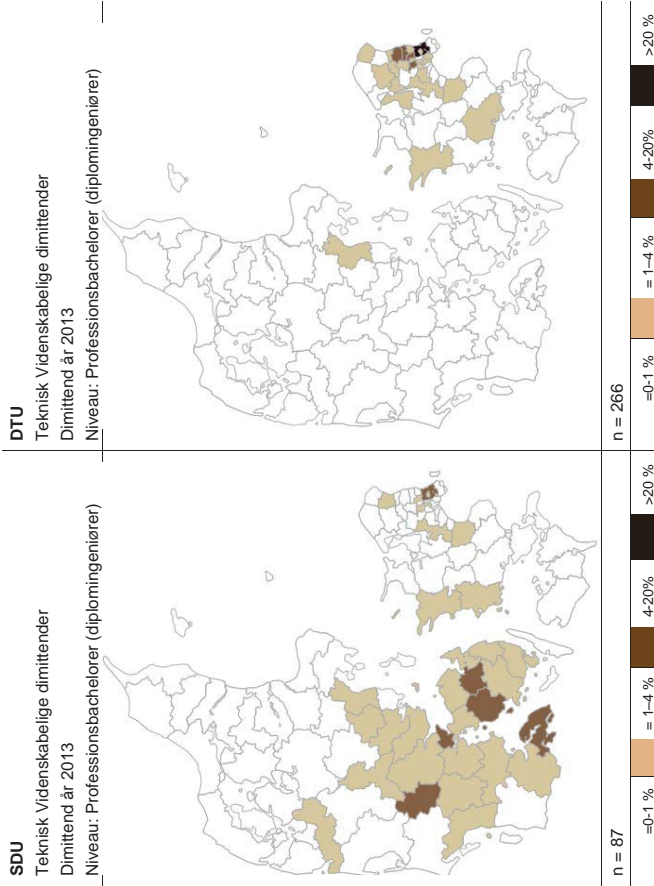 SDU
Teknisk Videnskabelige dimittender
Dimittend år 2013
Niveau: Professionsbachelorer (diplomingeniører)
n = 87
=0-1 %
= 1–4 %
4-20%
>20 %
DTU
Teknisk Videnskabelige dimittender
Dimittend år 2013
Niveau: Professionsbachelorer (diplomingeniører)
n = 266
=0-1 %
= 1–4 %
4-20%
>20 %